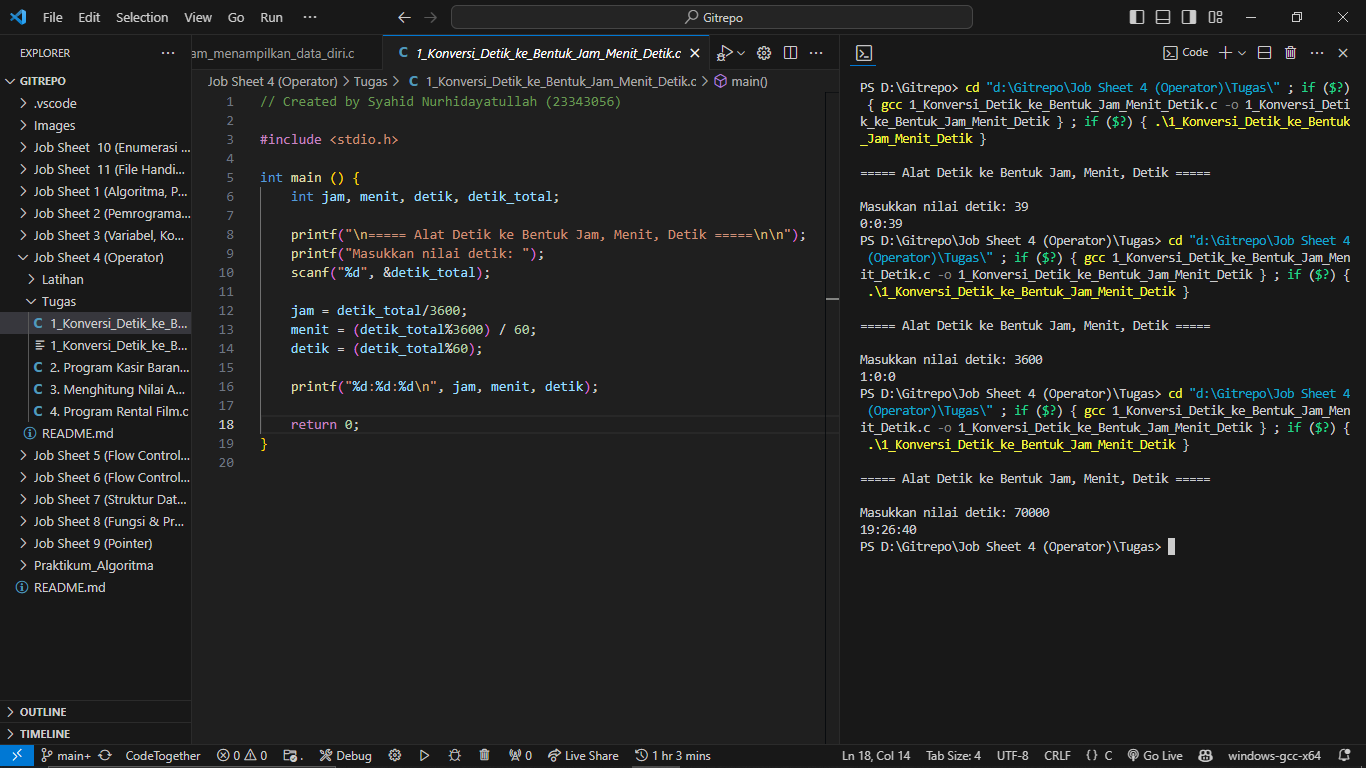 File Edit Selection View Go Run ··· Gitrepo
EXPLORER ···
GITREPO
.vscode
Images
Job Sheet  10 (Enumerasi ...
Job Sheet  11 (File Handi...
Job Sheet 1 (Algoritma, P...
Job Sheet 2 (Pemrograma...
Job Sheet 3 (Variabel, Ko...
Job Sheet 4 (Operator)
Latihan
Tugas
C 1_Konversi_Detik_ke_B...
1_Konversi_Detik_ke_B...
C 2. Program Kasir Baran...
C 3. Menghitung Nilai A...
C 4. Program Rental Film.c
README.md
Job Sheet 5 (Flow Control...
Job Sheet 6 (Flow Control...
Job Sheet 7 (Struktur Dat...
Job Sheet 8 (Fungsi & Pr...
Job Sheet 9 (Pointer)
Praktikum_Algoritma
README.md
OUTLINE
TIMELINE
am_menampilkan_data_diri.c C 1_Konversi_Detik_ke_Bentuk_Jam_Menit_Detik.c
Job Sheet 4 (Operator) > Tugas > C 1_Konversi_Detik_ke_Bentuk_Jam_Menit_Detik.c > main()
1 // Created by Syahid Nurhidayatullah (23343056)
2
3 #include <stdio.h>
4
5 int main () {
6     int jam, menit, detik, detik_total;
7
8     printf("\n===== Alat Detik ke Bentuk Jam, Menit, Detik =====\n\n");
9     printf("Masukkan nilai detik: ");
10     scanf("%d", &detik_total);
11
12     jam = detik_total/3600;
13     menit = (detik_total%3600) / 60;
14     detik = (detik_total%60);
15
16     printf("%d:%d:%d\n", jam, menit, detik);
17
18     return 0;
19 }
20
Code
PS D:\Gitrepo> cd "d:\Gitrepo\Job Sheet 4 (Operator)\Tugas\" ; if ($?)
{ gcc 1_Konversi_Detik_ke_Bentuk_Jam_Menit_Detik.c -o 1_Konversi_Deti
k_ke_Bentuk_Jam_Menit_Detik } ; if ($?) { .\1_Konversi_Detik_ke_Bentuk
_Jam_Menit_Detik }
===== Alat Detik ke Bentuk Jam, Menit, Detik =====
Masukkan nilai detik: 39
0:0:39
PS D:\Gitrepo\Job Sheet 4 (Operator)\Tugas> cd "d:\Gitrepo\Job Sheet 4
(Operator)\Tugas\" ; if ($?) { gcc 1_Konversi_Detik_ke_Bentuk_Jam_Men
it_Detik.c -o 1_Konversi_Detik_ke_Bentuk_Jam_Menit_Detik } ; if ($?) {
.\1_Konversi_Detik_ke_Bentuk_Jam_Menit_Detik }
===== Alat Detik ke Bentuk Jam, Menit, Detik =====
Masukkan nilai detik: 3600
1:0:0
PS D:\Gitrepo\Job Sheet 4 (Operator)\Tugas> cd "d:\Gitrepo\Job Sheet 4
(Operator)\Tugas\" ; if ($?) { gcc 1_Konversi_Detik_ke_Bentuk_Jam_Men
it_Detik.c -o 1_Konversi_Detik_ke_Bentuk_Jam_Menit_Detik } ; if ($?) {
.\1_Konversi_Detik_ke_Bentuk_Jam_Menit_Detik }
===== Alat Detik ke Bentuk Jam, Menit, Detik =====
Masukkan nilai detik: 70000
19:26:40
PS D:\Gitrepo\Job Sheet 4 (Operator)\Tugas>
main+ CodeTogether 0 0 Debug 0 Live Share 1 hr 3 mins Ln 18, Col 14 Tab Size: 4 UTF-8 CRLF { } C Go Live windows-gcc-x64